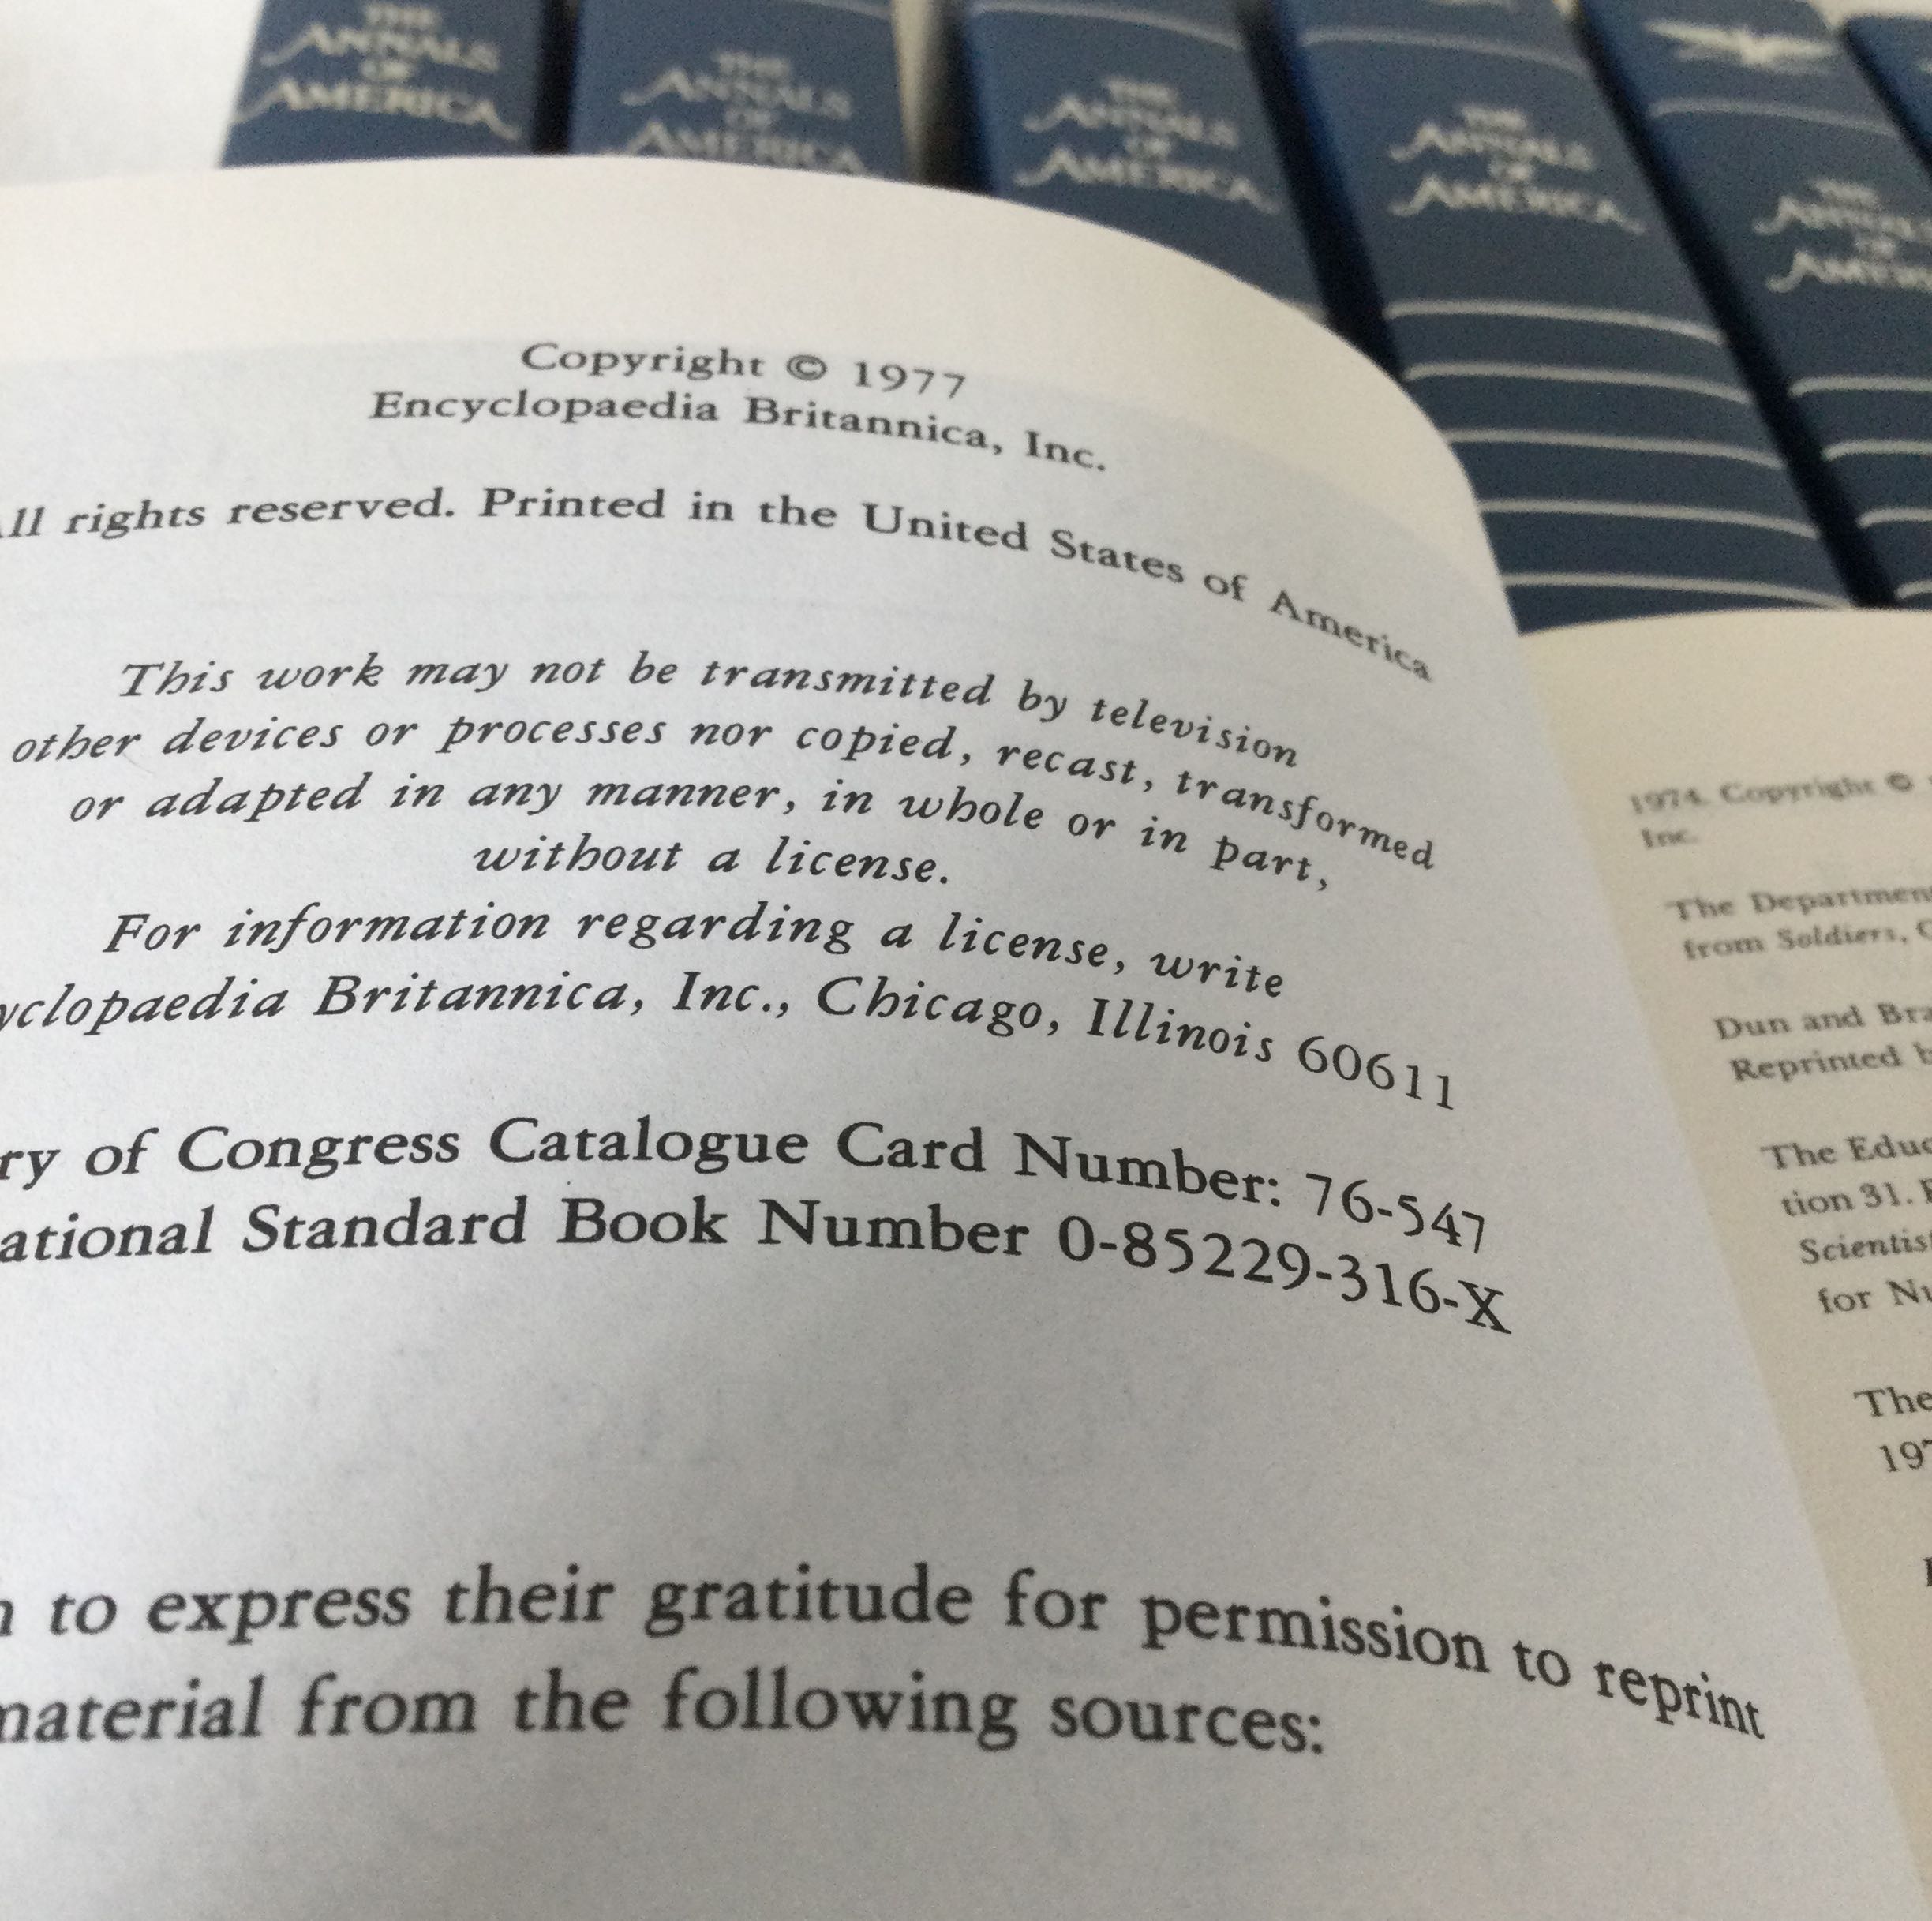 THE
ANNALS
OF
AMERICA
THE
ANNALS
OF
AMERICA
THE
ANNALS
OF
AMERICA
THE
ANNALS
OF
AMERICA
THE
OF
Copyright © 1977
Encyclopaedia Britannica, Inc.
ll rights reserved. Printed in the United States of America
This work may not be transmitted by television
other devices or processes nor copied, recast, transformed
or adapted in any manner, in whole or in part,
without a license.
For information regarding a license, write
yclopaedia Britannica, Inc., Chicago, Illinois 60611
ry of Congress Catalogue Card Number: 76-547
ational Standard Book Number 0-85229-316-X
to express their gratitude for permission to reprint
material from the following sources:
1974. Copyright ©
Inc.
The Department
from Soldiers,
Dun and Bra
Reprinted b
The Educ
tion 31.
Scientis
for Nu
The
197